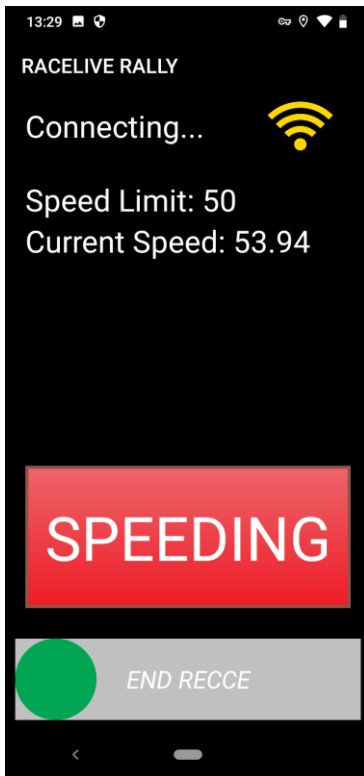 13:29
RACELIVE RALLY
Connecting...
Speed Limit: 50
Current Speed: 53.94
SPEEDING
END RECCE